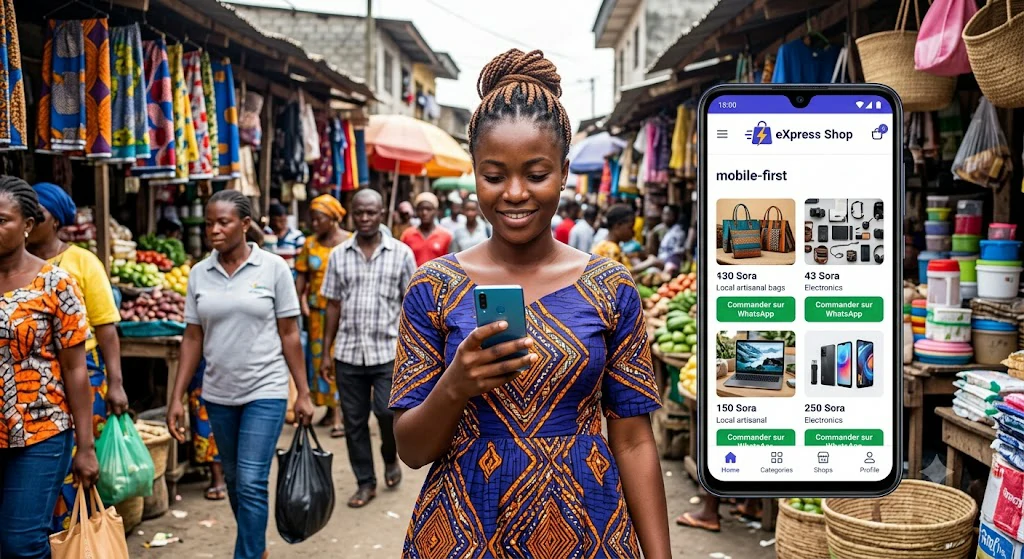 18:00
eXpress Shop
mobile-first
430 Sora
Local artisanal bags
Commander sur
WhatsApp
43 Sora
Electronics
Commander sur
WhatsApp
150 Sora
Local artisanal
Commander sur
250 Sora
Electronics
Commander sur
Home
Categories
Shops
Profile